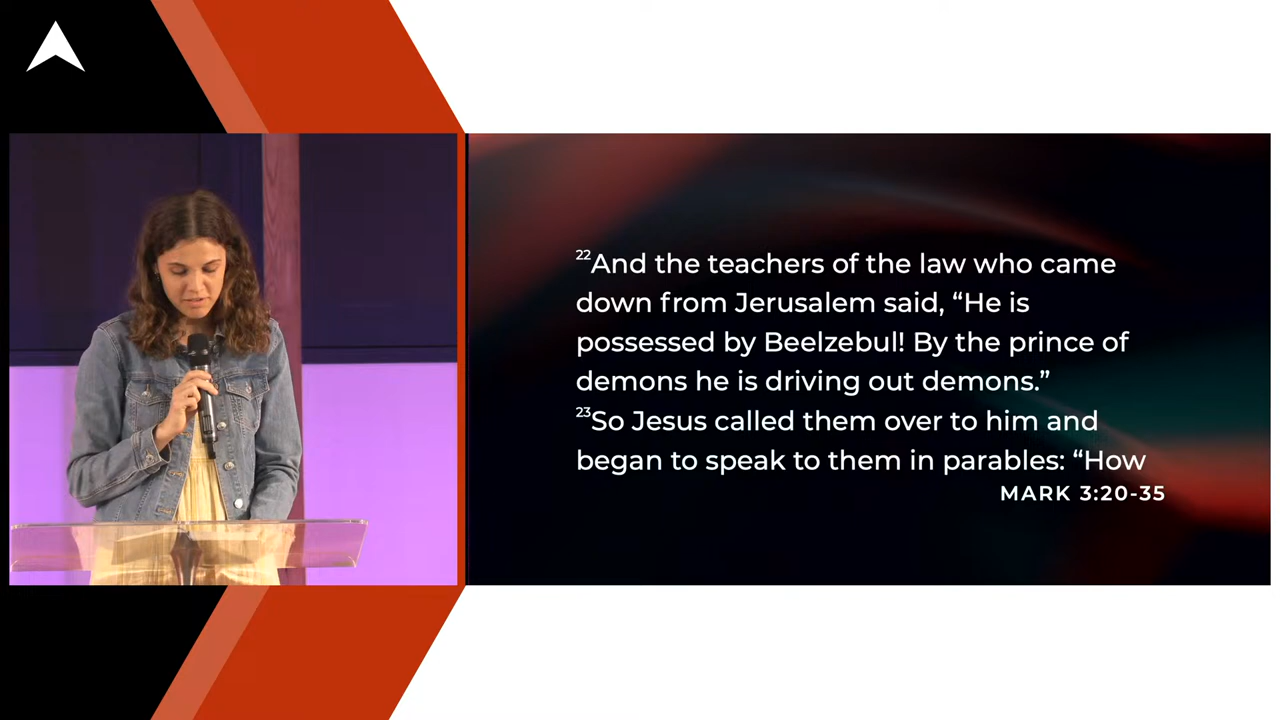 ²²And the teachers of the law who came
down from Jerusalem said, “He is
possessed by Beelzebul! By the prince of
demons he is driving out demons.”
²³So Jesus called them over to him and
began to speak to them in parables: “How
MARK 3:20-35